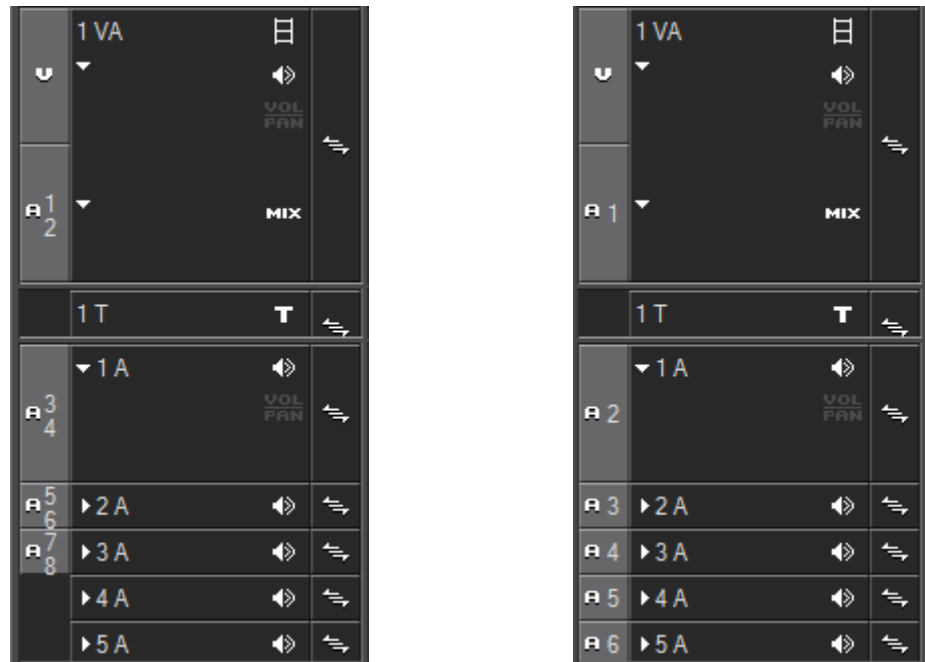 1 VA
V
VOL
PAN
A 1
2
MIX
1 T
T
1 A
VOL
PAN
A 3
4
A 5
6
2 A
A 7
8
3 A
4 A
5 A
1 VA
V
VOL
PAN
A 1
MIX
1 T
T
1 A
VOL
PAN
A 2
A 3
2 A
A 4
3 A
A 5
4 A
A 6
5 A